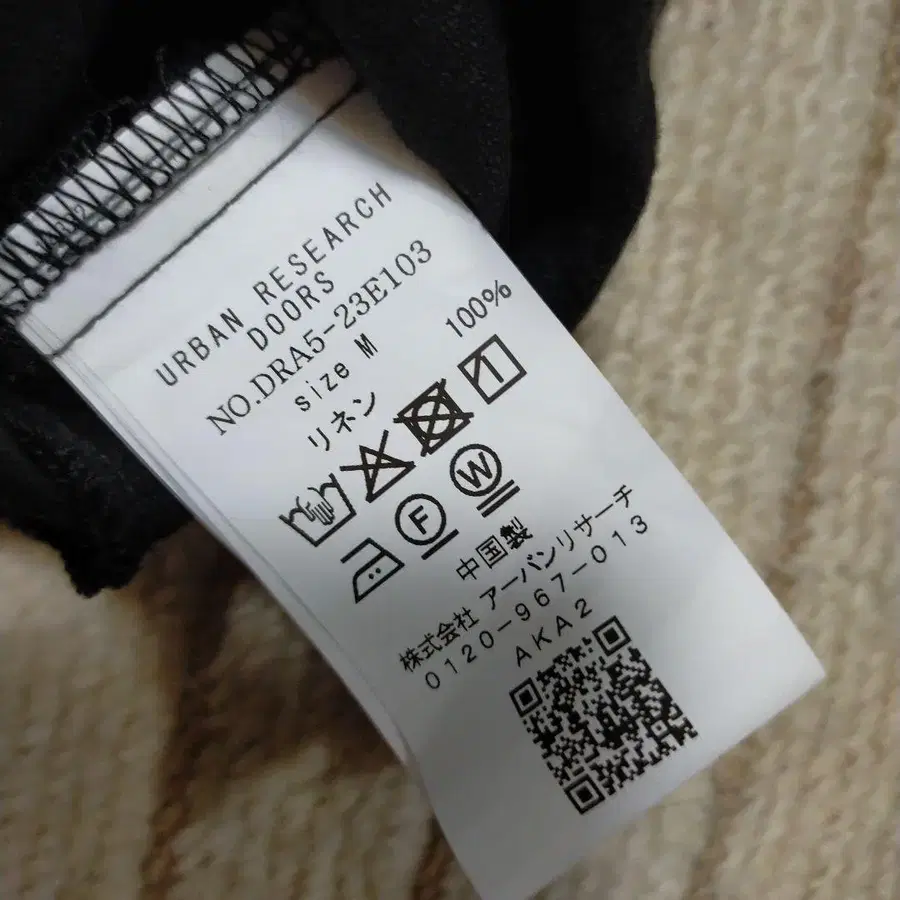 URBAN RESEARCH
DOORS
NO.DRA5-23E103
size M
リネン 100%
F W
中国製
株式会社 アーバンリサーチ
0120-967-013
AKA2